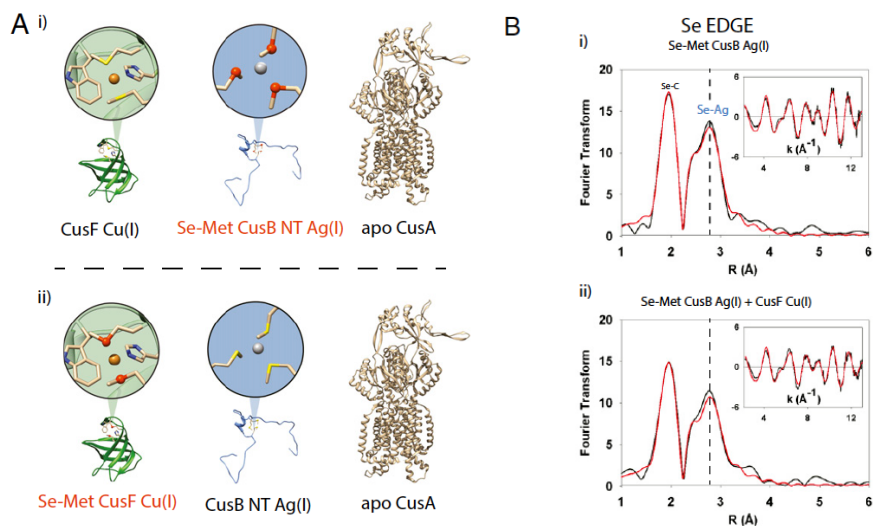 A
i)
CusF Cu(I)
Se-Met CusB NT Ag(I)
apo CusA
ii)
Se-Met CusF Cu(I)
CusB NT Ag(I)
apo CusA
B
Se EDGE
i)
Se-Met CusB Ag(I)
Fourier Transform
20
15
10
5
0
Se-C
Se-Ag
6
0
-6
4
8
12
k (Å⁻¹)
1
2
3
4
5
6
R (Å)
ii)
Se-Met CusB Ag(I) + CusF Cu(I)
Fourier Transform
20
15
10
5
0
6
0
-6
4
6
8
10
12
k (Å⁻¹)
1
2
3
4
5
6
R (Å)